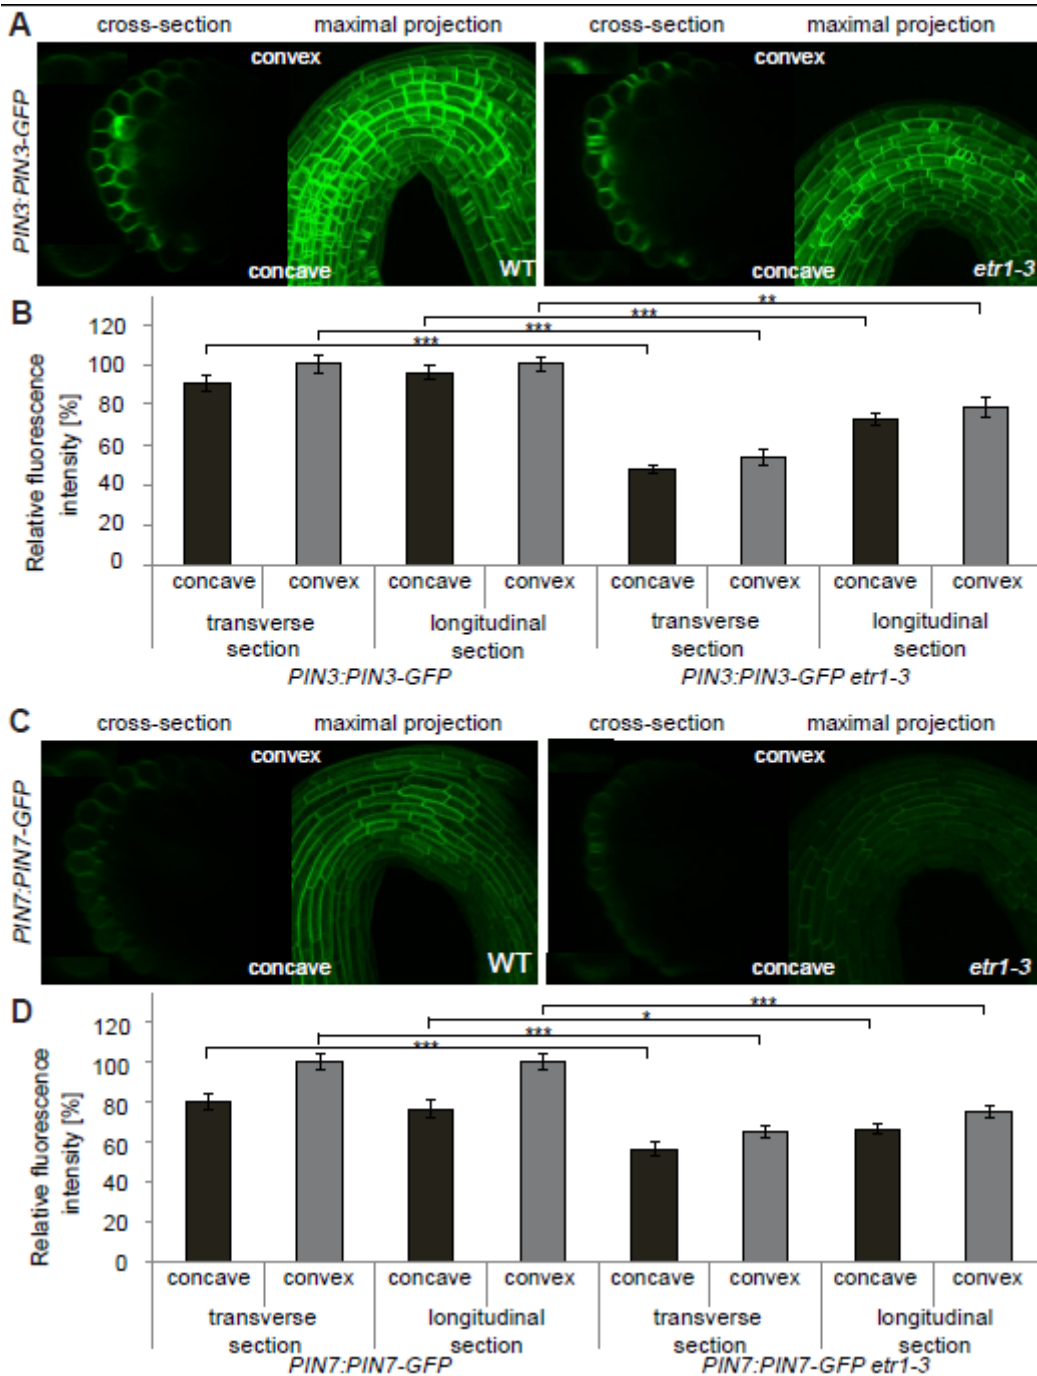 A cross-section maximal projection cross-section maximal projection
PIN3:PIN3-GFP
convex convex
concave WT concave etr1-3
B
Relative fluorescence
intensity [%]
120
100
80
60
40
20
0
**
***
***
***
concave convex concave convex concave convex concave convex
transverse section longitudinal section transverse section longitudinal section
PIN3:PIN3-GFP PIN3:PIN3-GFP etr1-3
C cross-section maximal projection cross-section maximal projection
PIN7:PIN7-GFP
convex convex
concave WT concave etr1-3
D
Relative fluorescence
intensity [%]
120
100
80
60
40
20
0
***
*
***
***
concave convex concave convex concave convex concave convex
transverse section longitudinal section transverse section longitudinal section
PIN7:PIN7-GFP PIN7:PIN7-GFP etr1-3